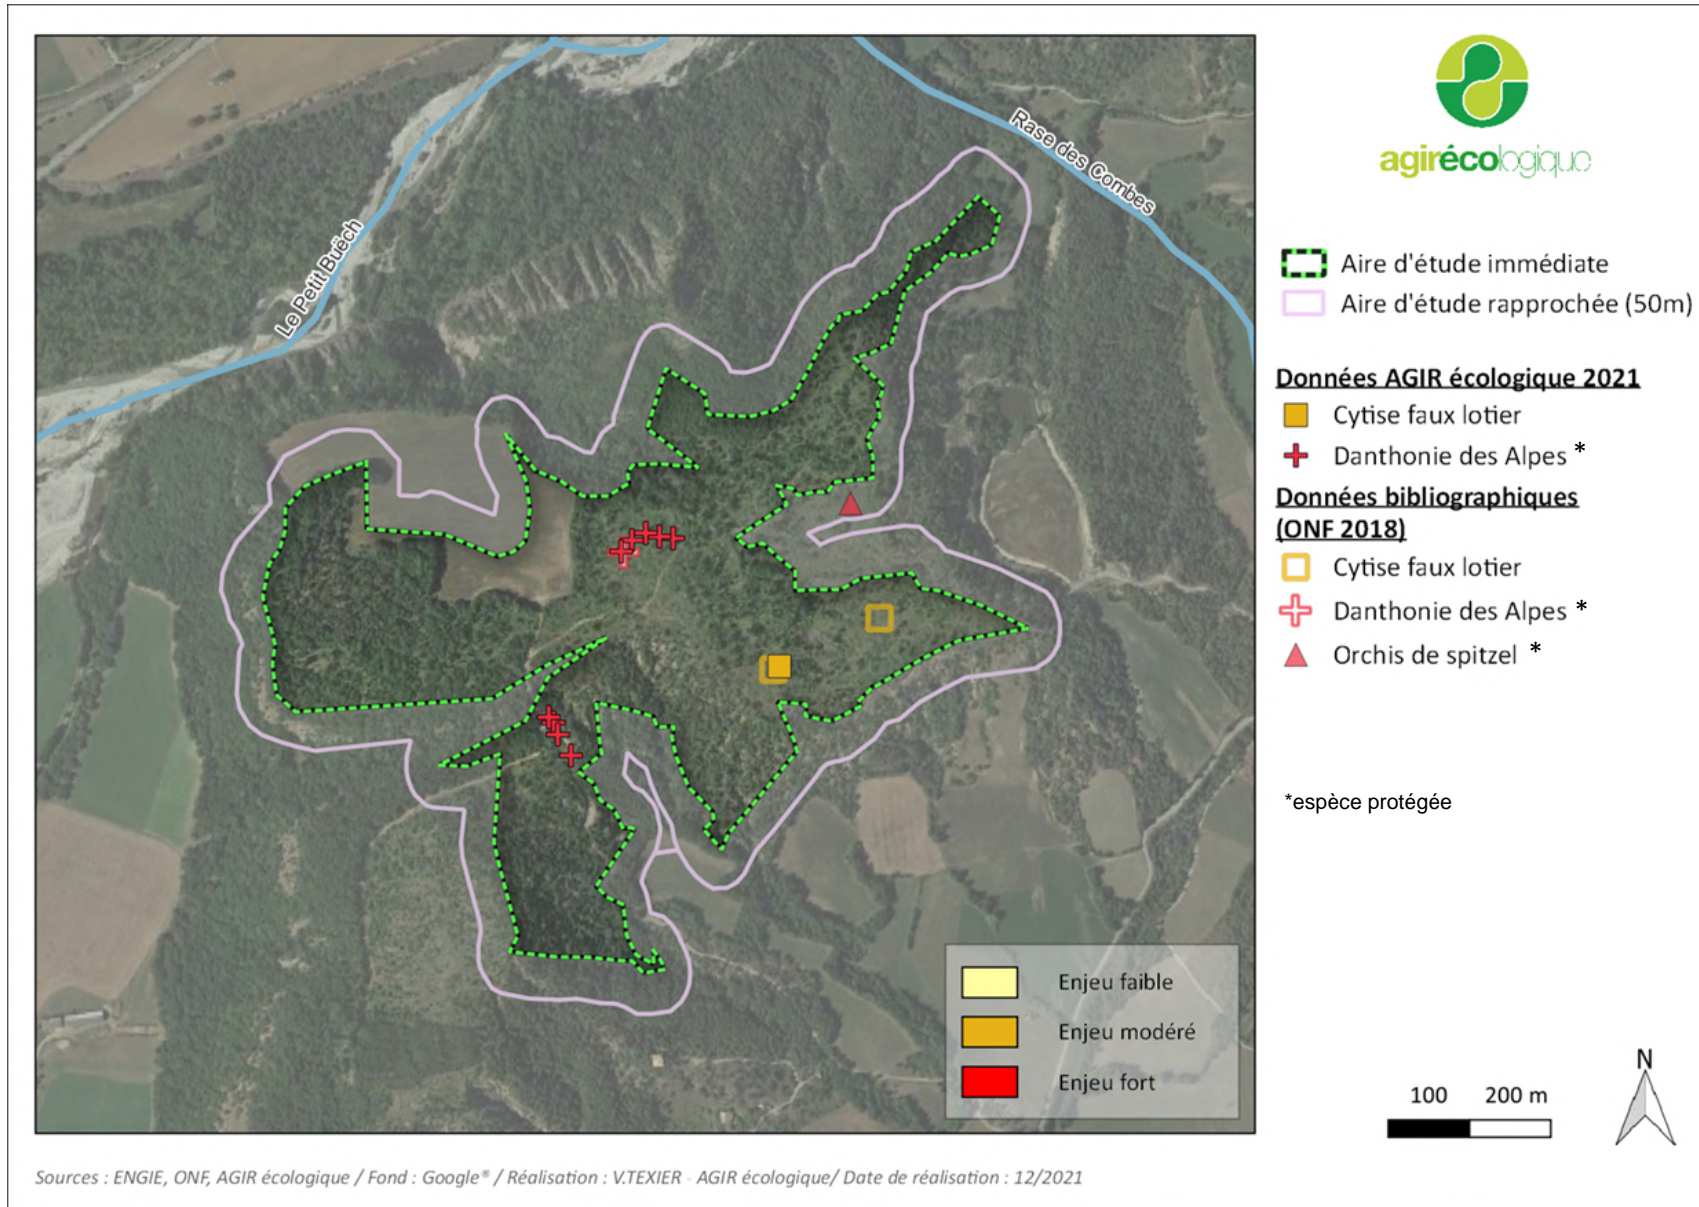 Le Petit Buëch
Rase des Combes
agirécologique
Aire d'étude immédiate
Aire d'étude rapprochée (50m)
Données AGIR écologique 2021
Cytise faux lotier
Danthonie des Alpes *
Données bibliographiques
(ONF 2018)
Cytise faux lotier
Danthonie des Alpes *
Orchis de spitzel *
*espèce protégée
Enjeu faible
Enjeu modéré
Enjeu fort
100 200 m
N
Sources : ENGIE, ONF, AGIR écologique / Fond : Google® / Réalisation : V.TEXIER - AGIR écologique/ Date de réalisation : 12/2021